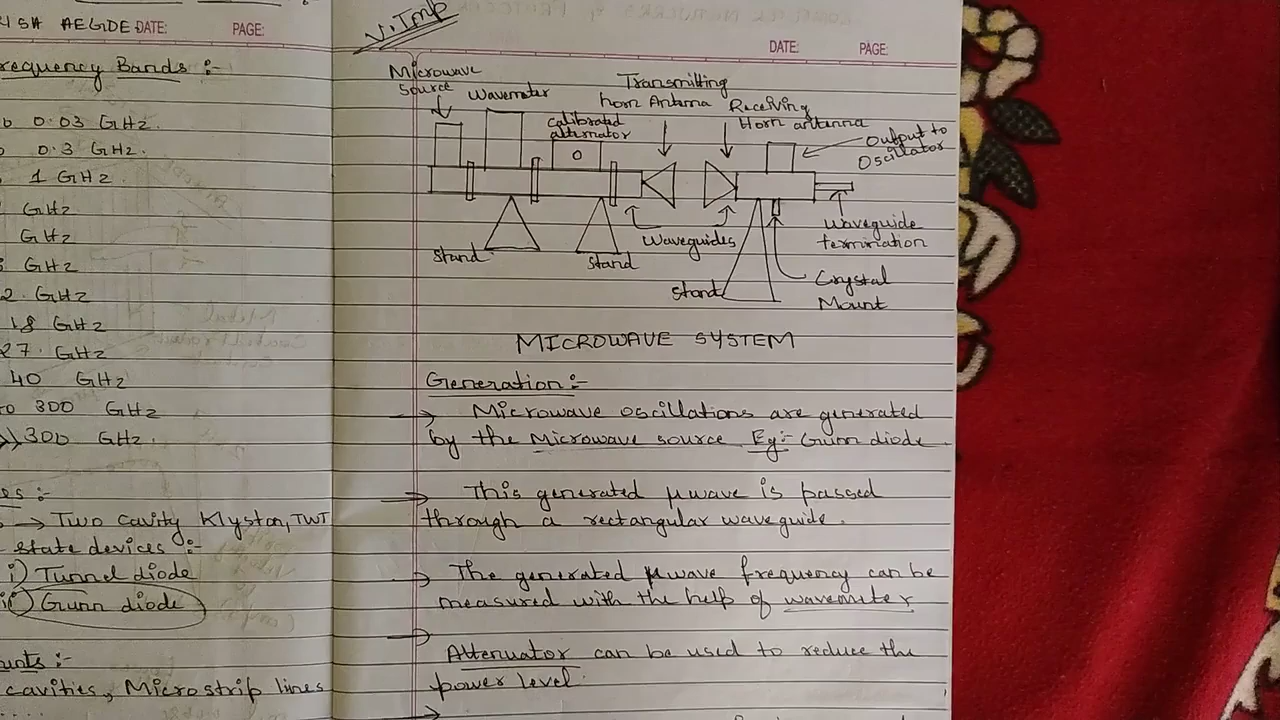 DATE: PAGE:
requency Bands :-
0.03 GHz.
0.3 GHz.
1 GHz
GHz
GHz
GHz
2. GHz
18 GHz
27. GHz
40 GHz
to 300 GHz
>>300 GHz.
es :-
→ Two cavity Klyston, TWT
state devices :-
i) Tunnel diode
ii) Gunn diode
unts :-
cavities, Microstrip lines
V. Imp
DATE: PAGE:
Microwave
source
Wavemeter
calibrated
attenuator
Transmitting
horn Antenna
Receiving
Horn antenna
Output to
Oscillator
Waveguides
Waveguide
termination
stand
stand
stand
Crystal
Mount
MICROWAVE SYSTEM
Generation :-
→ Microwave oscillations are generated
by the Microwave source. Eg:- Gunn diode.
→ This generated μwave is passed
through a rectangular waveguide.
→ The generated μwave frequency can be
measured with the help of wavemeter
→ Attenuator can be used to reduce the
power level.
→